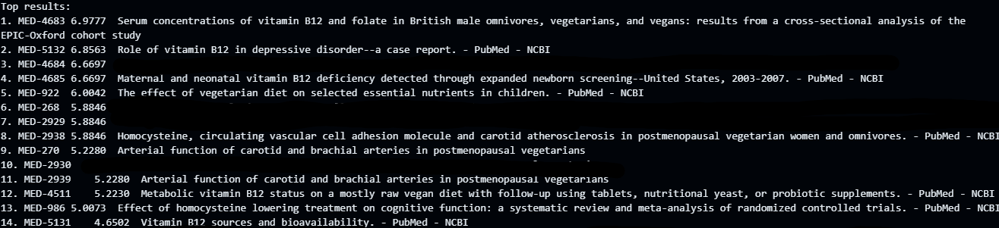 Top results:
1. MED-4683 6.9777  Serum concentrations of vitamin B12 and folate in British male omnivores, vegetarians, and vegans: results from a cross-sectional analysis of the
EPIC-Oxford cohort study
2. MED-5132 6.8563  Role of vitamin B12 in depressive disorder--a case report. - PubMed - NCBI
3. MED-4684 6.6697
4. MED-4685 6.6697  Maternal and neonatal vitamin B12 deficiency detected through expanded newborn screening--United States, 2003-2007. - PubMed - NCBI
5. MED-922  6.0042  The effect of vegetarian diet on selected essential nutrients in children. - PubMed - NCBI
6. MED-268  5.8846
7. MED-2929 5.8846
8. MED-2938 5.8846  Homocysteine, circulating vascular cell adhesion molecule and carotid atherosclerosis in postmenopausal vegetarian women and omnivores. - PubMed - NCBI
9. MED-270  5.2280  Arterial function of carotid and brachial arteries in postmenopausal vegetarians
10. MED-2930
11. MED-2939    5.2280  Arterial function of carotid and brachial arteries in postmenopausal vegetarians
12. MED-4511    5.2230  Metabolic vitamin B12 status on a mostly raw vegan diet with follow-up using tablets, nutritional yeast, or probiotic supplements. - PubMed - NCBI
13. MED-986 5.0073  Effect of homocysteine lowering treatment on cognitive function: a systematic review and meta-analysis of randomized controlled trials. - PubMed - NCBI
14. MED-5131    4.6502  Vitamin B12 sources and bioavailability. - PubMed - NCBI